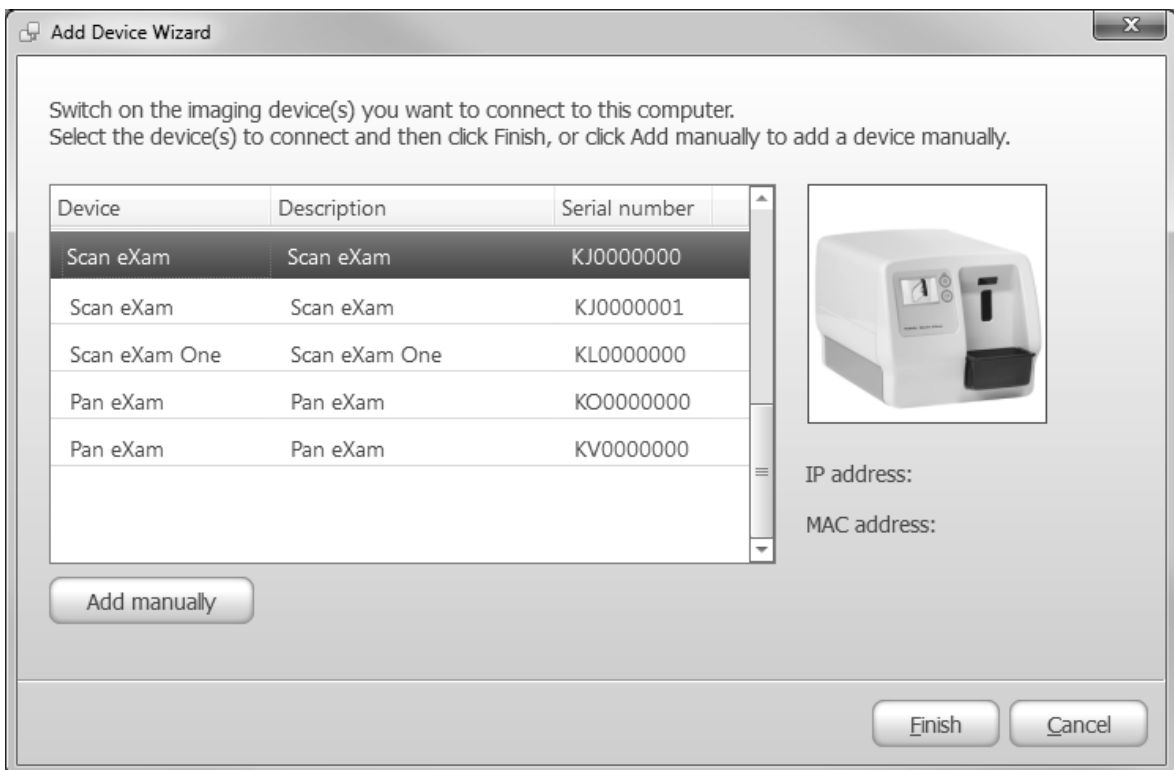 Add Device Wizard
Switch on the imaging device(s) you want to connect to this computer.
Select the device(s) to connect and then click Finish, or click Add manually to add a device manually.
Device Description Serial number
Scan eXam Scan eXam KJ0000000
Scan eXam Scan eXam KJ0000001
Scan eXam One Scan eXam One KL0000000
Pan eXam Pan eXam KO0000000
Pan eXam Pan eXam KV0000000
IP address:
MAC address:
Add manually
Finish Cancel